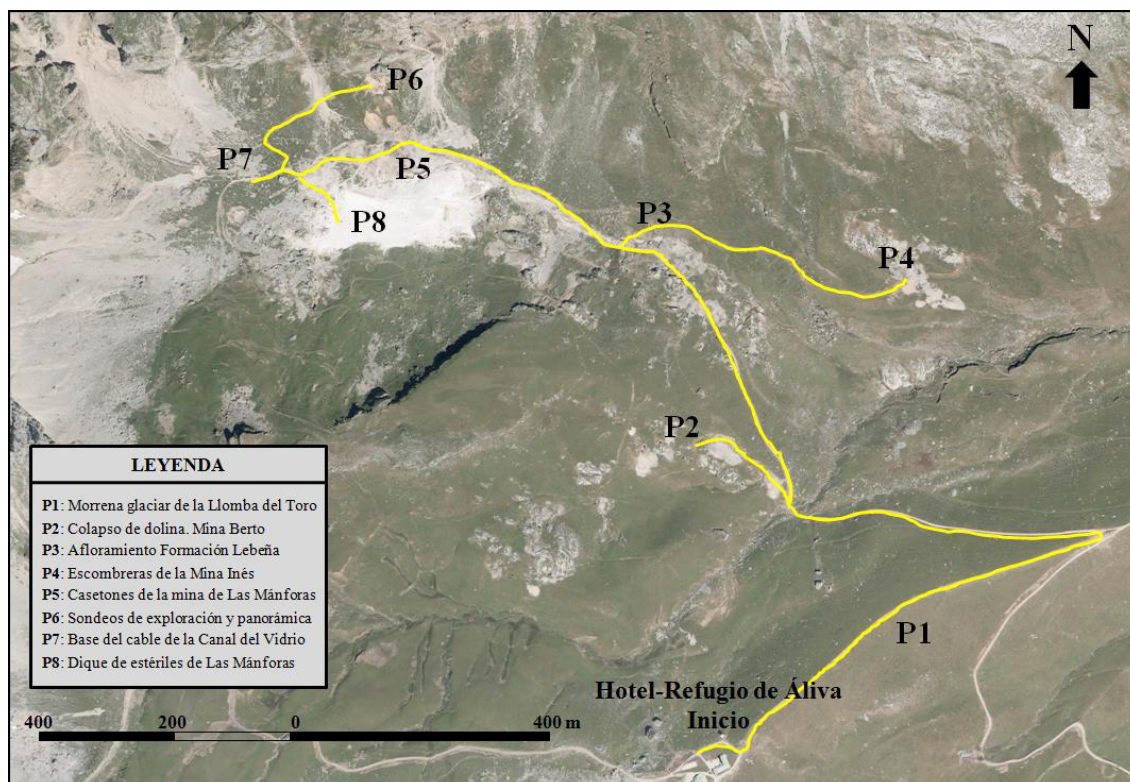 N
P6
P7
P5
P8
P3
P4
P2
LEYENDA
P1: Morrena glaciar de la Llomba del Toro
P2: Colapso de dolina. Mina Berto
P3: Afloramiento Formación Lebeña
P4: Escombreras de la Mina Inés
P5: Casetones de la mina de Las Mánforas
P6: Sondeos de exploración y panorámica
P7: Base del cable de la Canal del Vidrio
P8: Dique de estériles de Las Mánforas
P1
Hotel-Refugio de Áliva
Inicio
400 200 0 400 m